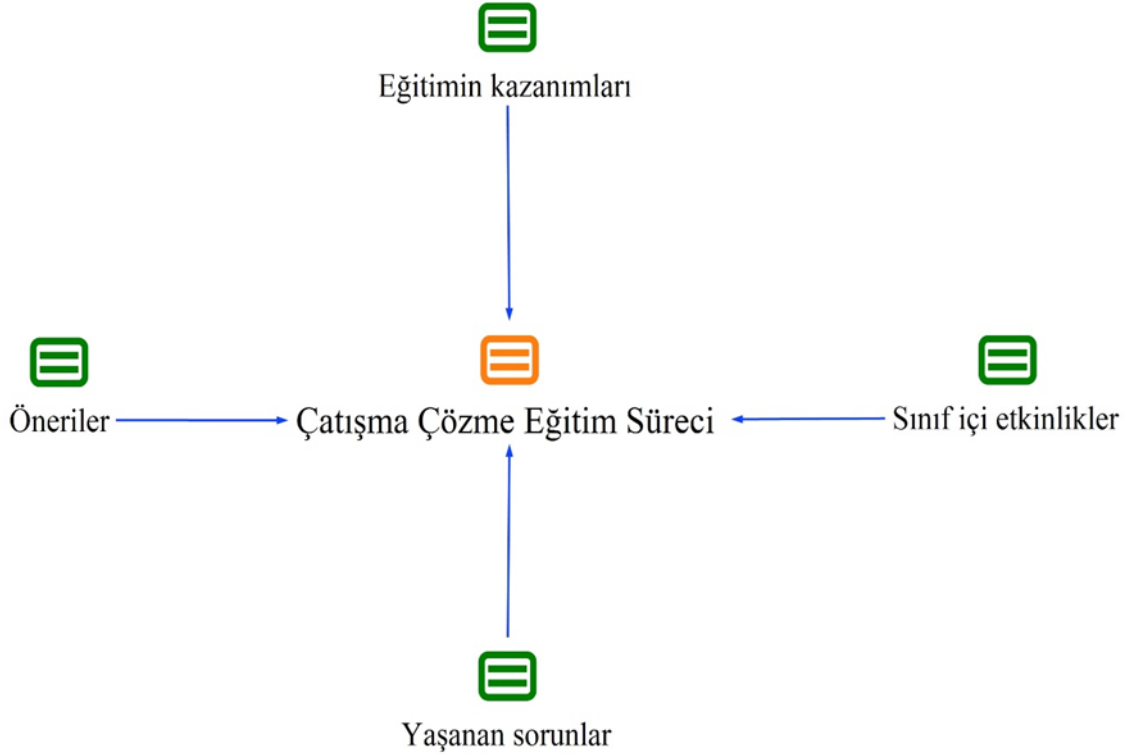 Eğitimin kazanımları
Öneriler
Çatışma Çözme Eğitim Süreci
Sınıf içi etkinlikler
Yaşanan sorunlar